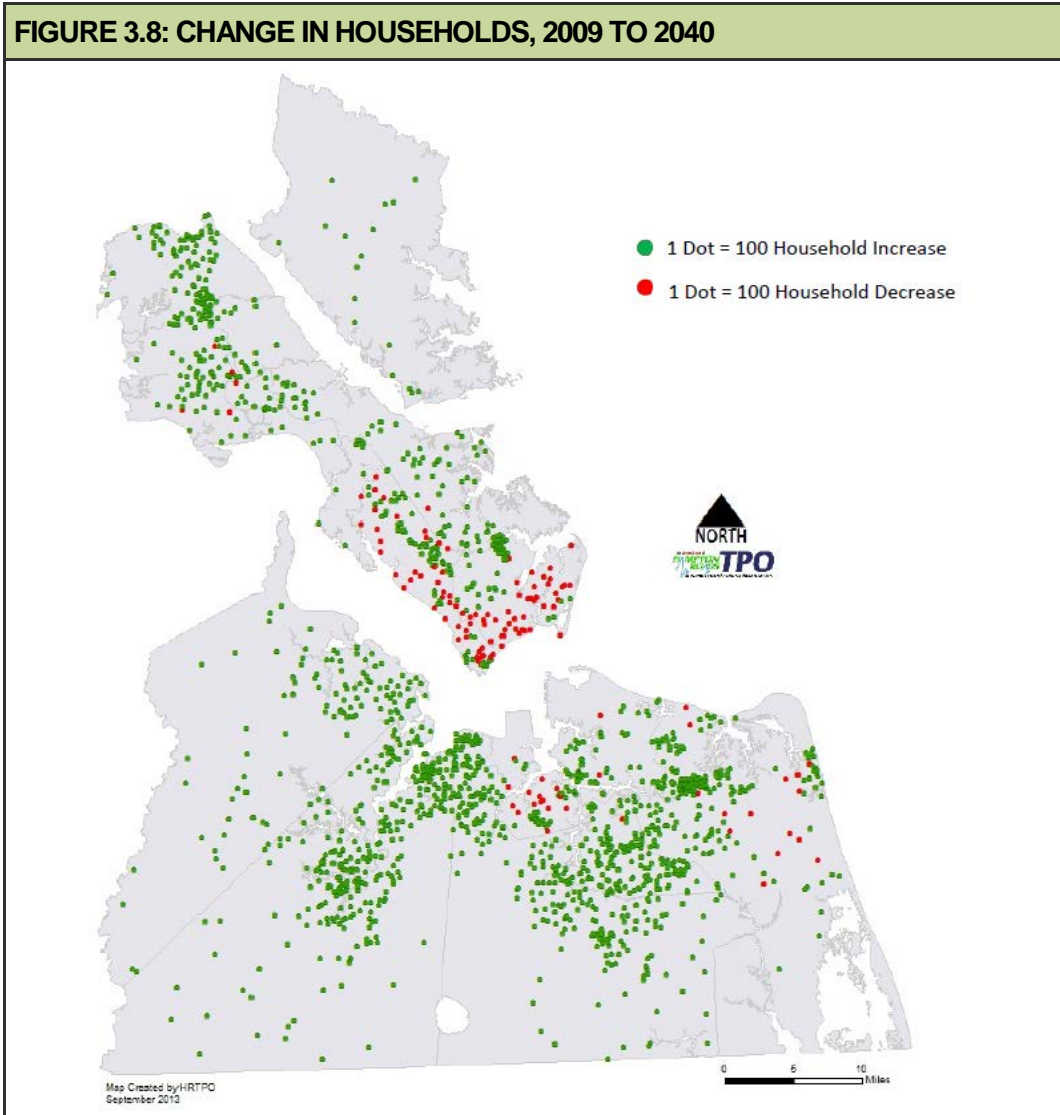 FIGURE 3.8: CHANGE IN HOUSEHOLDS, 2009 TO 2040
1 Dot = 100 Household Increase
1 Dot = 100 Household Decrease
NORTH
TPO
0 5 10
Miles
Map Created by HRTPO
September 2013